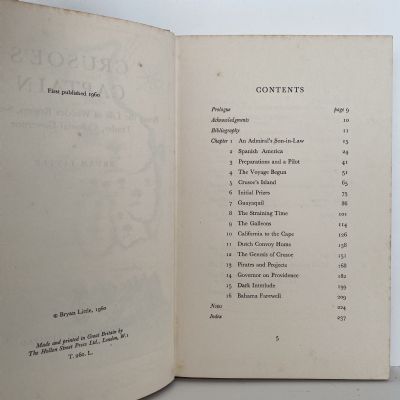 First published 1960
© Bryan Little, 1960
Made and printed in Great Britain by
The Hollen Street Press Ltd., London, W.1
T. 260. L.
CONTENTS
Prologue page 9
Acknowledgments 10
Bibliography 11
Chapter 1 An Admiral's Son-in-Law 15
2 Spanish America 24
3 Preparations and a Pilot 41
4 The Voyage Begun 51
5 Crusoe's Island 65
6 Initial Prizes 75
7 Guayaquil 86
8 The Straining Time 101
9 The Galleons 114
10 California to the Cape 126
11 Dutch Convoy Home 138
12 The Genesis of Crusoe 151
13 Pirates and Projects 168
14 Governor on Providence 182
15 Dark Interlude 199
16 Bahama Farewell 209
Notes 224
Index 237
5